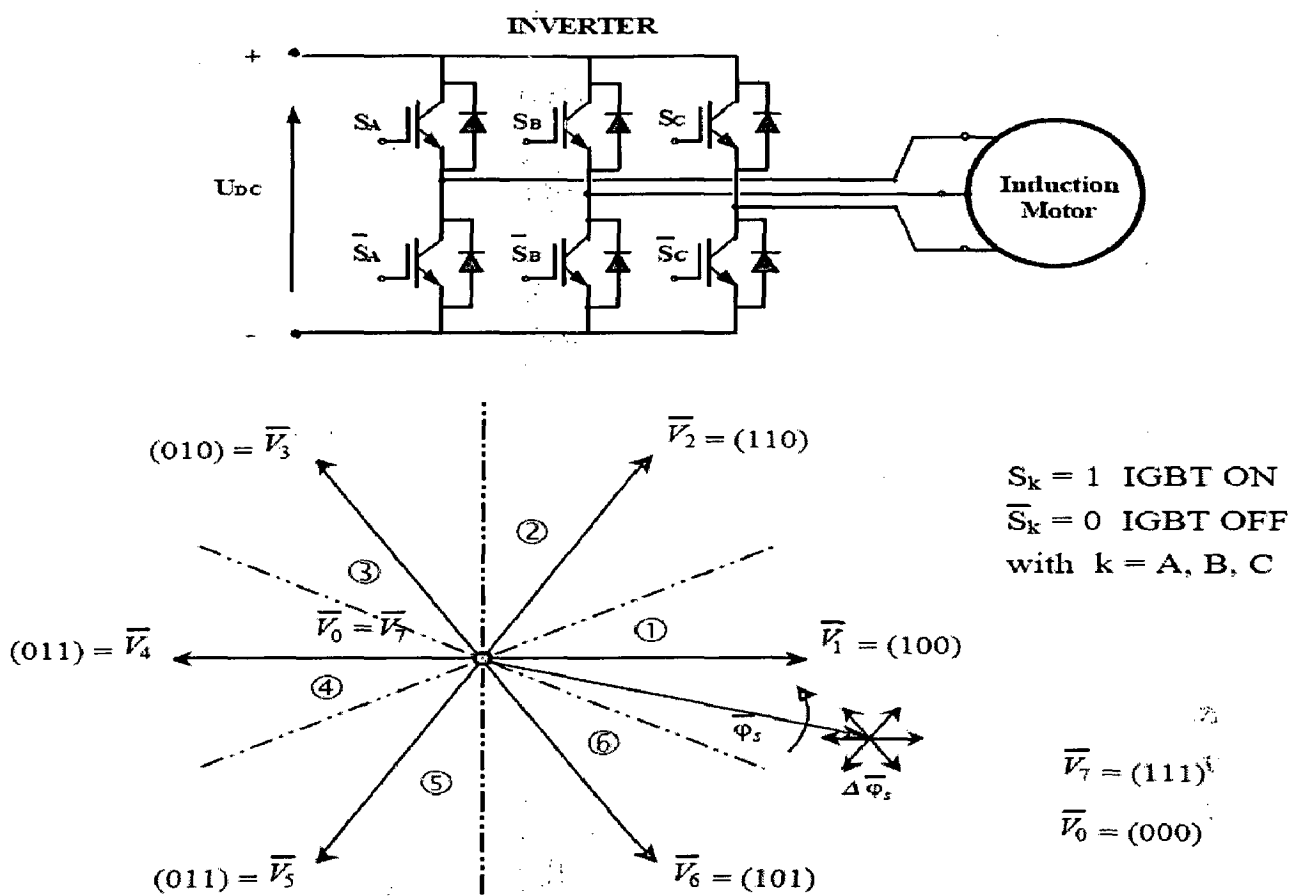 INVERTER
+
SA
SB
SC
UDC
Induction
Motor
S̅A
S̅B
S̅C
-
(010) = V̅3
V̅2 = (110)
Sk = 1 IGBT ON
S̅k = 0 IGBT OFF
with k = A, B, C
②
③
V̅0 = V̅7
①
(011) = V̅4
V̅1 = (100)
④
φ̅s
⑥
⑤
Δ φ̅s
V̅7 = (111)
V̅0 = (000)
(011) = V̅5
V̅6 = (101)